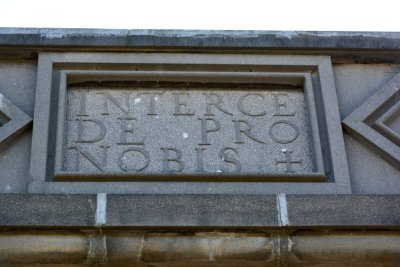 INTERCE
DE PRO
NOBIS +